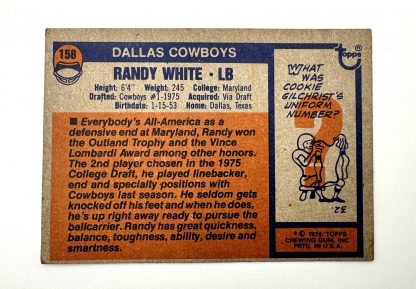 158
DALLAS COWBOYS
topps
RANDY WHITE · LB
Height: 6'4" Weight: 245 College: Maryland
Drafted: Cowboys #1-1975 Acquired: Via Draft
Birthdate: 1-15-53 Home: Dallas, Texas
■ Everybody's All-America as a
defensive end at Maryland, Randy won
the Outland Trophy and the Vince
Lombardi Award among other honors.
The 2nd player chosen in the 1975
College Draft, he played linebacker,
end and specialty positions with
Cowboys last season. He seldom gets
knocked off his feet and when he does,
he's up right away ready to pursue the
ballcarrier. Randy has great quickness,
balance, toughness, ability, desire and
smartness.
WHAT
WAS
COOKIE
GILCHRIST'S
UNIFORM
NUMBER?
?
32
* © 1976, TOPPS
CHEWING GUM, INC
PRTD. IN U.S.A.